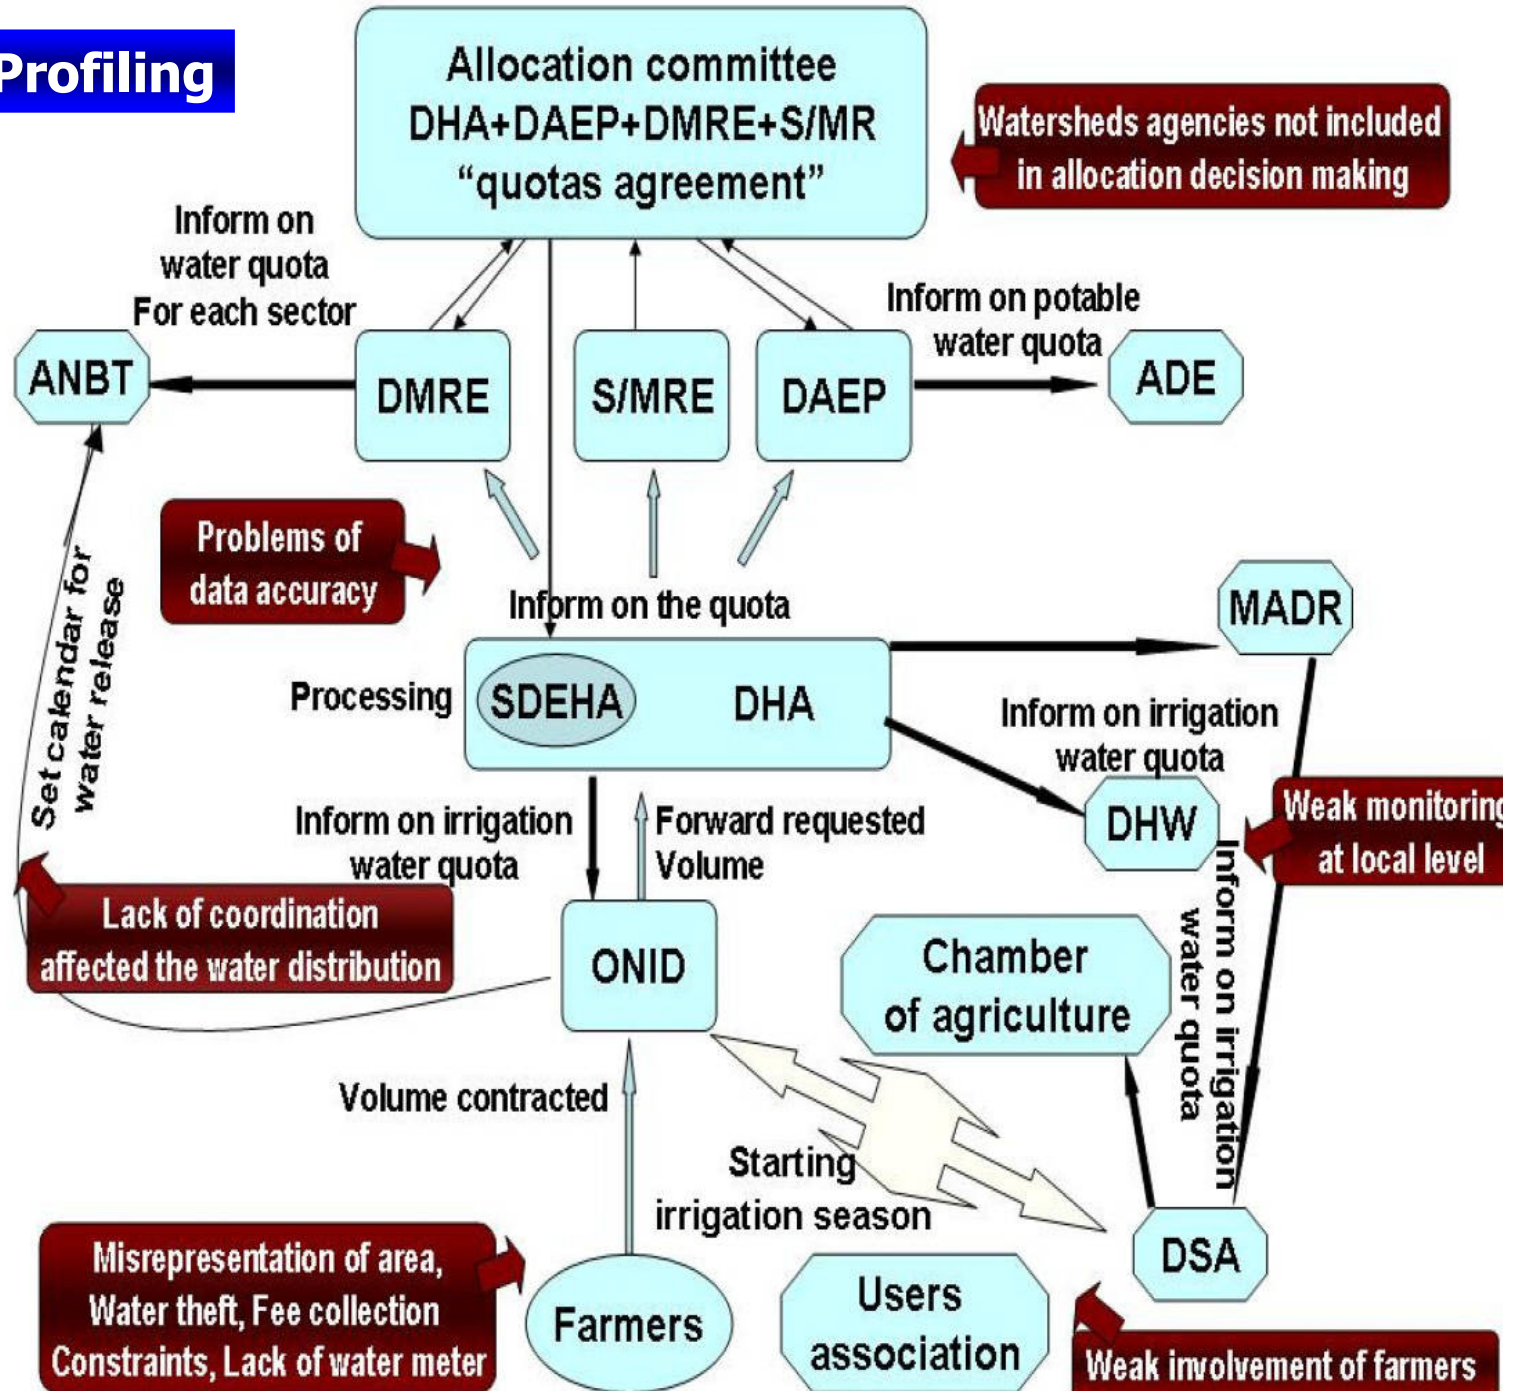 Profiling
Allocation committee
DHA+DAEP+DMRE+S/MR
“quotas agreement”
Watersheds agencies not included
in allocation decision making
Inform on
water quota
For each sector
Inform on potable
water quota
ANBT
DMRE
S/MRE
DAEP
ADE
Problems of
data accuracy
Set calendar for
water release
Inform on the quota
MADR
Processing
SDEHA
DHA
Inform on irrigation
water quota
Inform on irrigation
water quota
Forward requested
Volume
DHW
Weak monitoring
at local level
Lack of coordination
affected the water distribution
ONID
Chamber
of agriculture
Inform on irrigation
water quota
Volume contracted
Starting
irrigation season
Misrepresentation of area,
Water theft, Fee collection
Constraints, Lack of water meter
Farmers
Users
association
DSA
Weak involvement of farmers